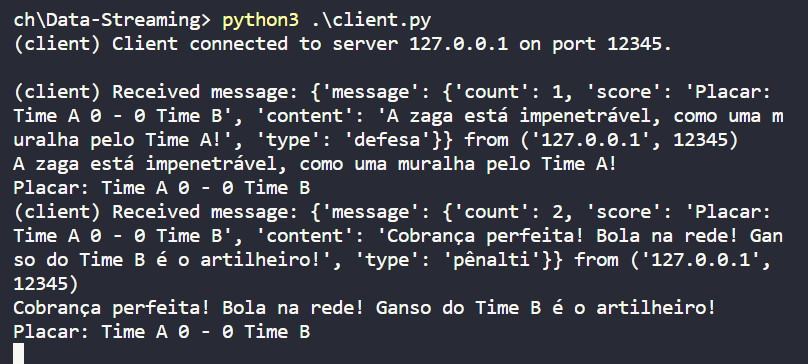 ch\Data-Streaming> python3 .\client.py
(client) Client connected to server 127.0.0.1 on port 12345.
(client) Received message: {'message': {'count': 1, 'score': 'Placar:
Time A 0 - 0 Time B', 'content': 'A zaga está impenetrável, como uma m
uralha pelo Time A!', 'type': 'defesa'}} from ('127.0.0.1', 12345)
A zaga está impenetrável, como uma muralha pelo Time A!
Placar: Time A 0 - 0 Time B
(client) Received message: {'message': {'count': 2, 'score': 'Placar:
Time A 0 - 0 Time B', 'content': 'Cobrança perfeita! Bola na rede! Gan
so do Time B é o artilheiro!', 'type': 'pênalti'}} from ('127.0.0.1',
12345)
Cobrança perfeita! Bola na rede! Ganso do Time B é o artilheiro!
Placar: Time A 0 - 0 Time B